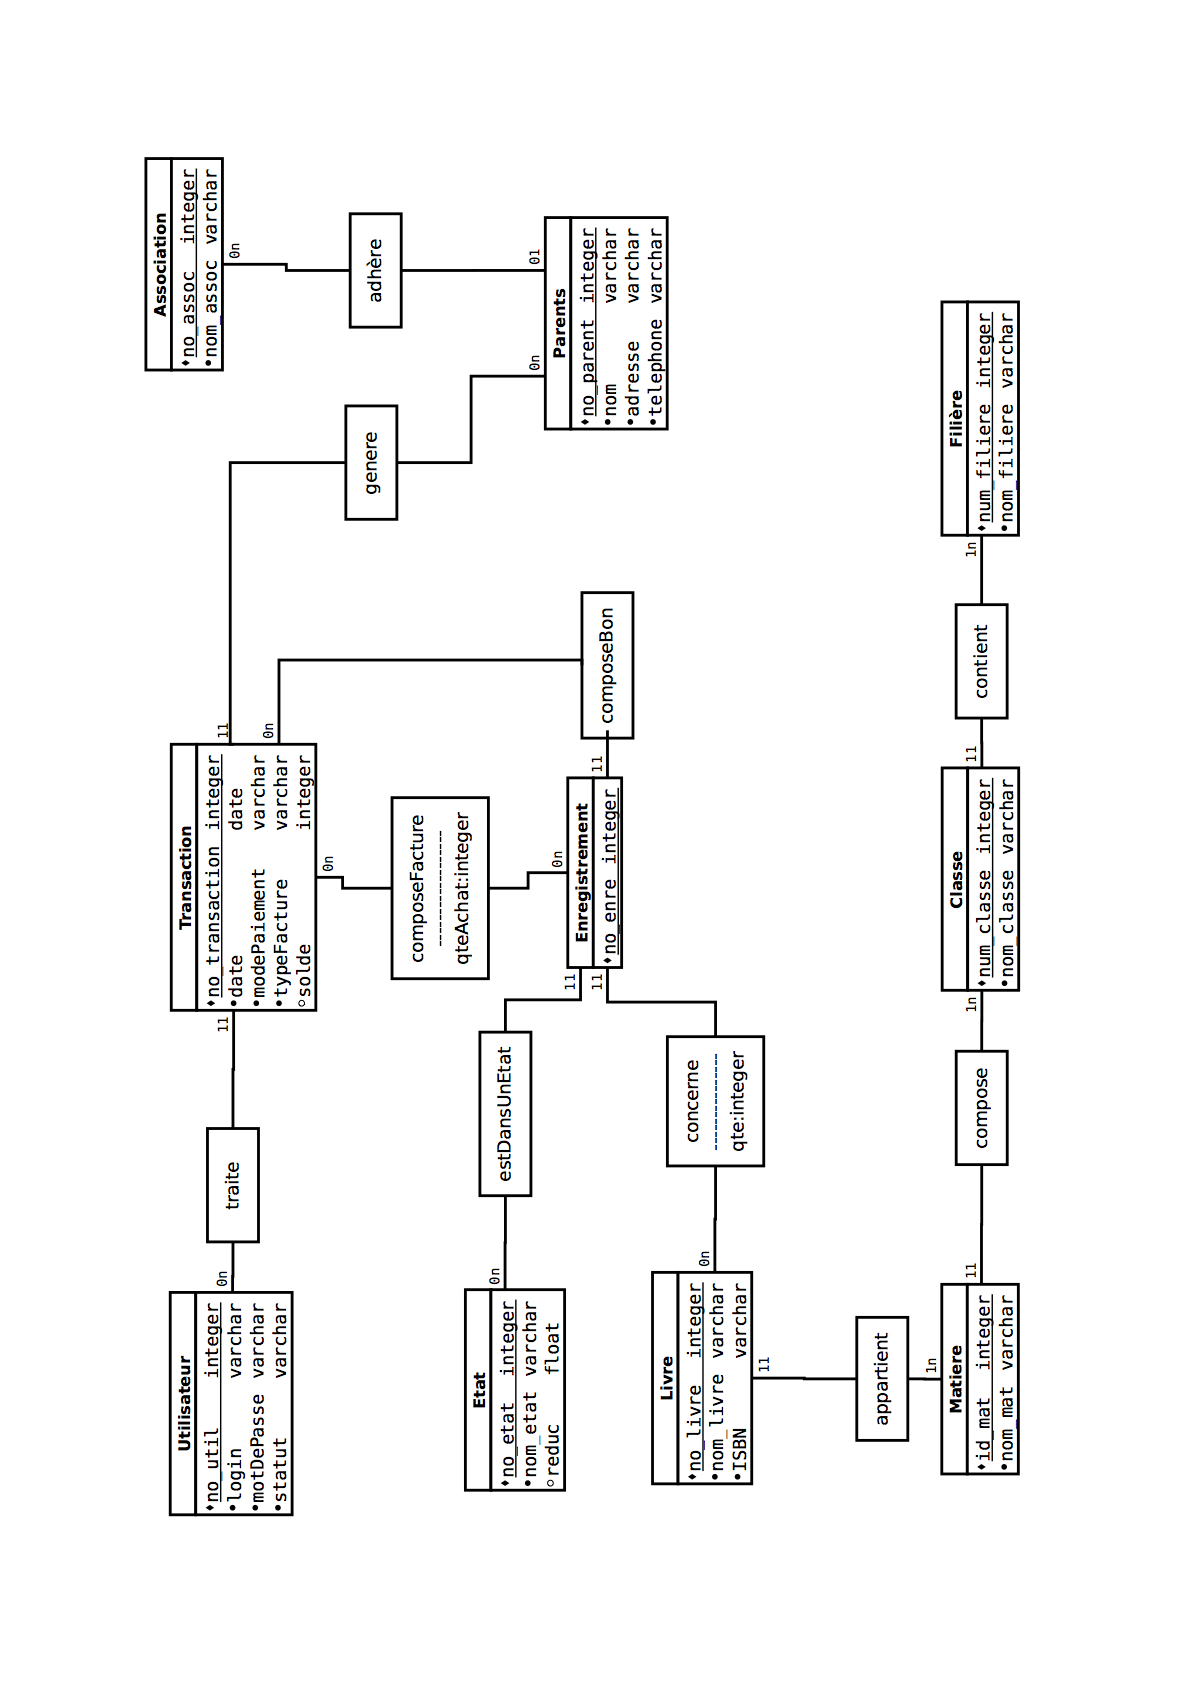 Utilisateur
no_util integer
login varchar
motDePasse varchar
statut varchar
0n
traite
11
Transaction
no_transaction integer
date date
modePaiement varchar
typeFacture varchar
solde integer
11
0n
0n
genere
Association
no_assoc integer
nom_assoc varchar
0n
adhère
01
0n
Parents
no_parent integer
nom varchar
adresse varchar
telephone varchar
composeFacture
qteAchat:integer
0n
composeBon
11
Enregistrement
no_enre integer
11
11
Etat
no_etat integer
nom_etat varchar
reduc float
0n
estDansUnEtat
concerne
qte:integer
0n
Livre
no_livre integer
nom_livre varchar
ISBN varchar
11
appartient
1n
Matiere
id_mat integer
nom_mat varchar
11
compose
1n
Classe
num_classe integer
nom_classe varchar
11
contient
1n
Filière
num_filiere integer
nom_filiere varchar